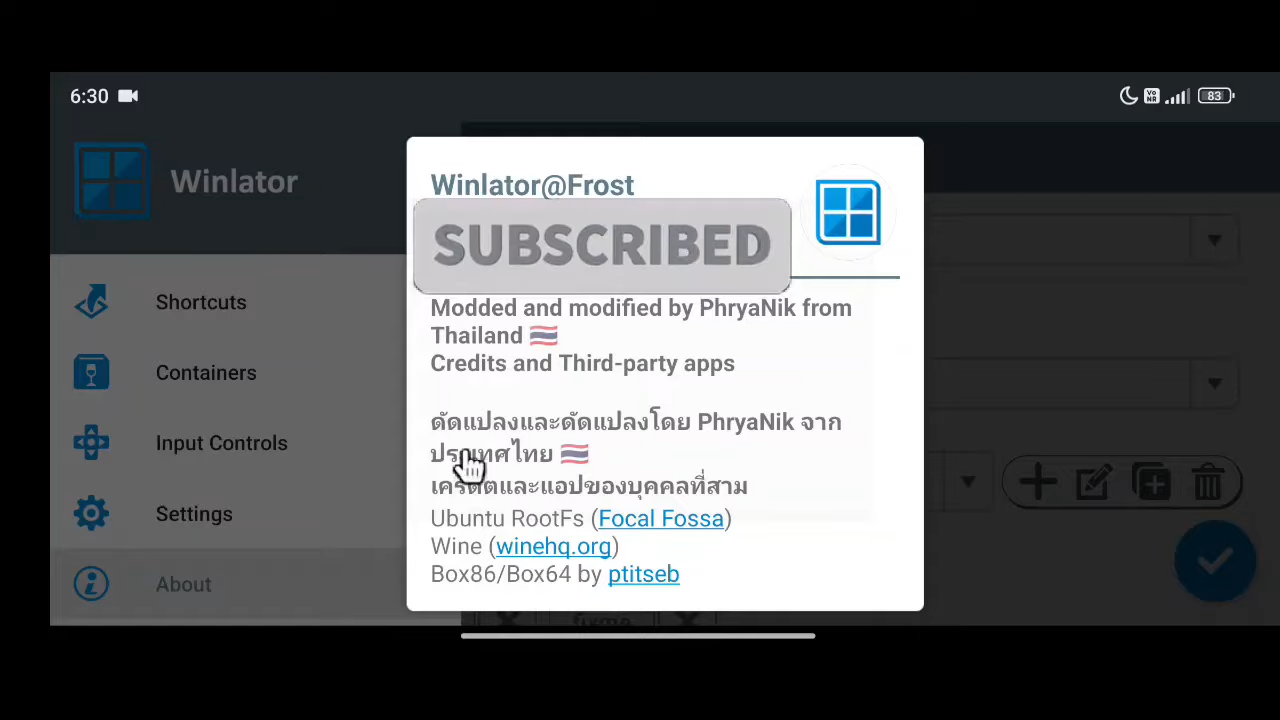 6:30
83
Winlator
Winlator@Frost
SUBSCRIBED
Shortcuts
Containers
Input Controls
Settings
About
Modded and modified by PhryaNik from
Thailand 🇹🇭
Credits and Third-party apps
ดัดแปลงและดัดแปลงโดย PhryaNik จาก
ประเทศไทย 🇹🇭
เครดิตและแอปของบุคคลที่สาม
Ubuntu RootFs (Focal Fossa)
Wine (winehq.org)
Box86/Box64 by ptitseb